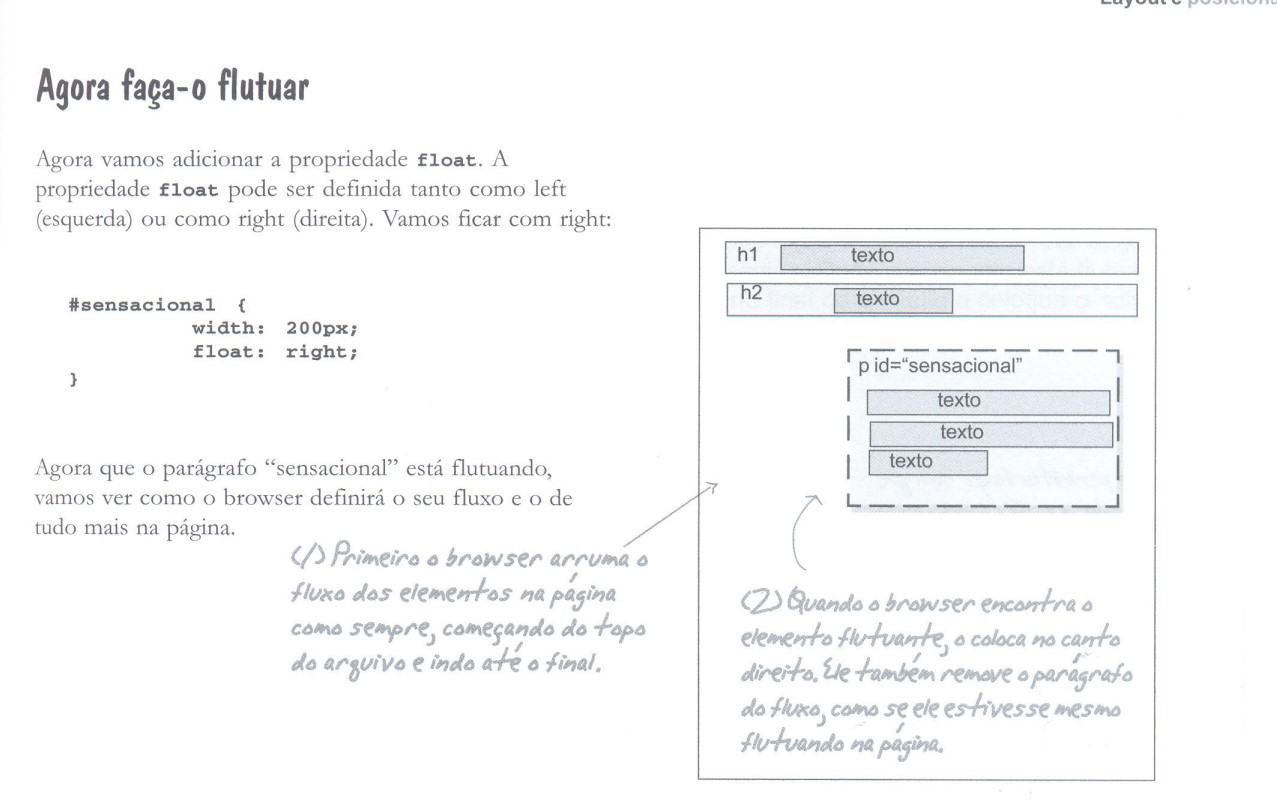 Layout e
Agora faça-o flutuar
Agora vamos adicionar a propriedade float. A
propriedade float pode ser definida tanto como left
(esquerda) ou como right (direita). Vamos ficar com right:
#sensacional {
width: 200px;
float: right;
}
Agora que o parágrafo “sensacional” está flutuando,
vamos ver como o browser definirá o seu fluxo e o de
tudo mais na página.
(1) Primeiro o browser arruma o
fluxo dos elementos na página
como sempre, começando do topo
do arquivo e indo até o final.
h1 texto
h2 texto
p id=“sensacional”
texto
texto
texto
(2) Quando o browser encontra o
elemento flutuante, o coloca no canto
direito. Ele também remove o parágrafo
do fluxo, como se ele estivesse mesmo
flutuando na página.